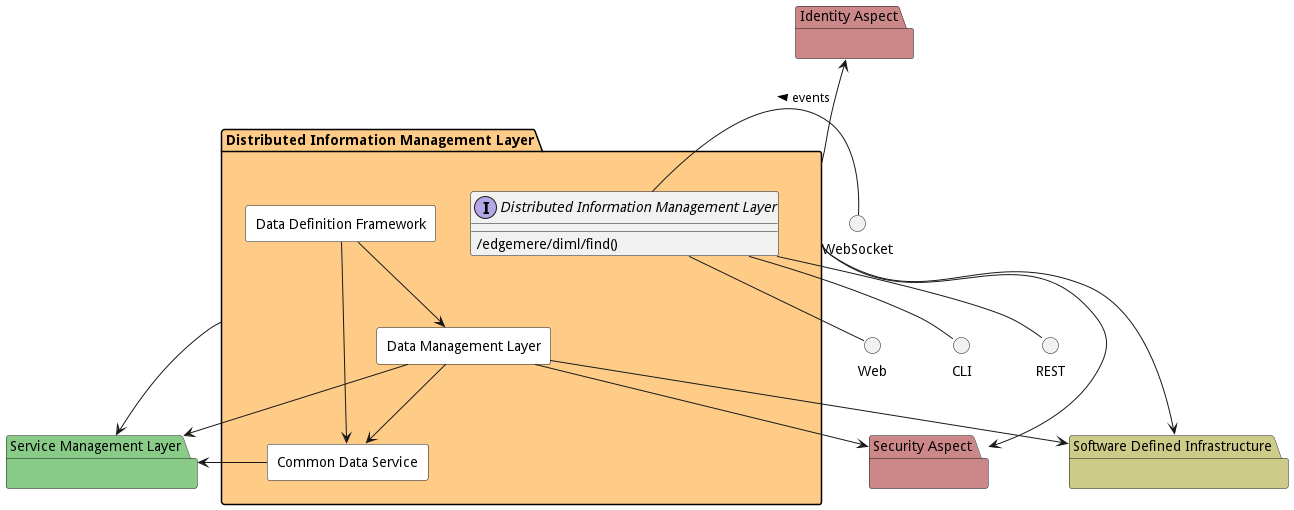 Identity Aspect
◄ events
Distributed Information Management Layer
I Distributed Information Management Layer
Data Definition Framework
/edgemere/diml/find()
WebSocket
Data Management Layer
Web
CLI
REST
Service Management Layer
Security Aspect
Software Defined Infrastructure
Common Data Service